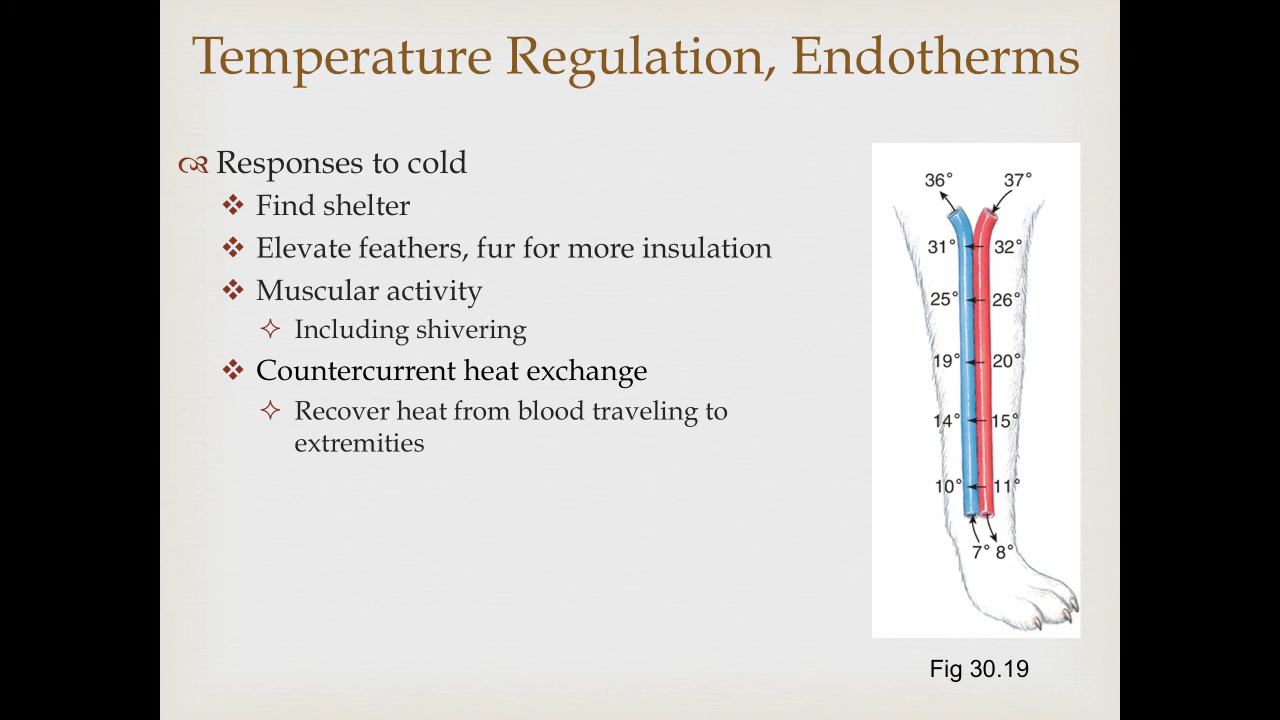 Temperature Regulation, Endotherms
Responses to cold
Find shelter
Elevate feathers, fur for more insulation
Muscular activity
Including shivering
Countercurrent heat exchange
Recover heat from blood traveling to
extremities
36° 37°
31° 32°
25° 26°
19° 20°
14° 15°
10° 11°
7° 8°
Fig 30.19